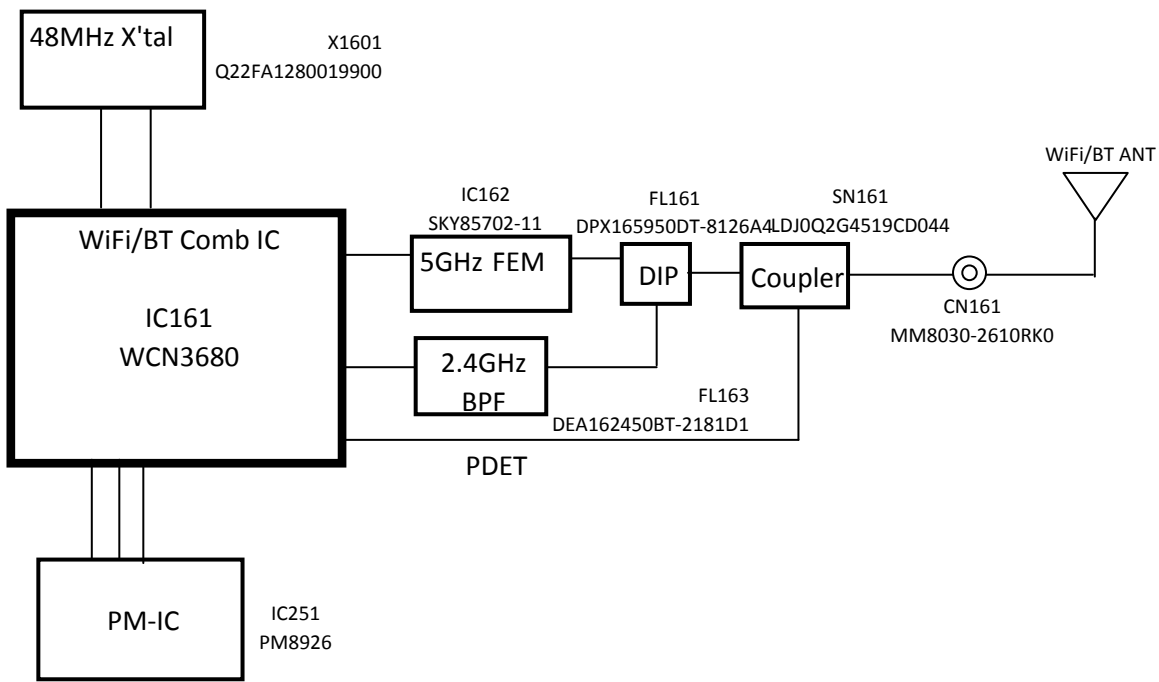 48MHz X'tal
X1601
Q22FA1280019900
WiFi/BT ANT
IC162
SKY85702-11
FL161
DPX165950DT-8126A4
SN161
LDJ0Q2G4519CD044
WiFi/BT Comb IC
IC161
WCN3680
5GHz FEM
DIP
Coupler
CN161
MM8030-2610RK0
2.4GHz
BPF
FL163
DEA162450BT-2181D1
PDET
PM-IC
IC251
PM8926